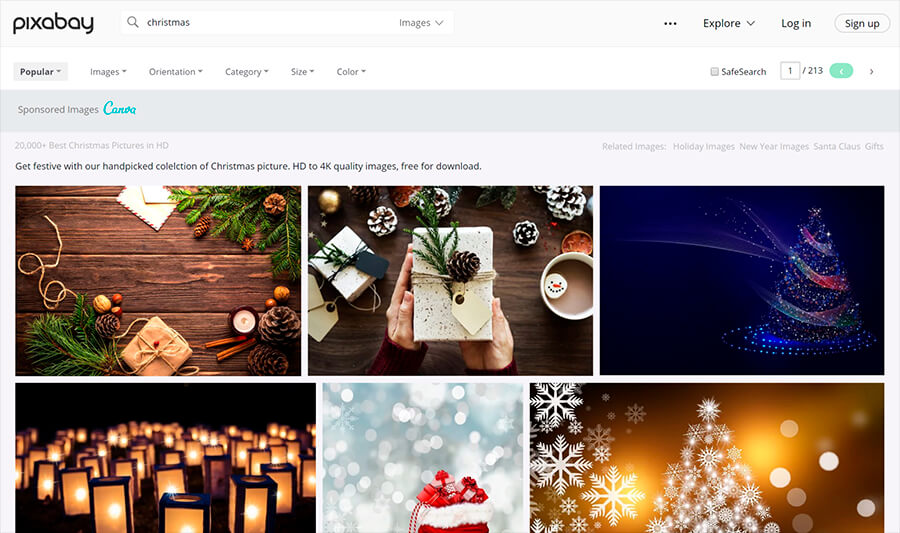 pixabay
christmas
Images
Explore
Log in
Sign up
Popular
Images
Orientation
Category
Size
Color
SafeSearch
1 / 213
Sponsored Images Canva
20,000+ Best Christmas Pictures in HD
Related Images: Holiday Images New Year Images Santa Claus Gifts
Get festive with our handpicked colelction of Christmas picture. HD to 4K quality images, free for download.